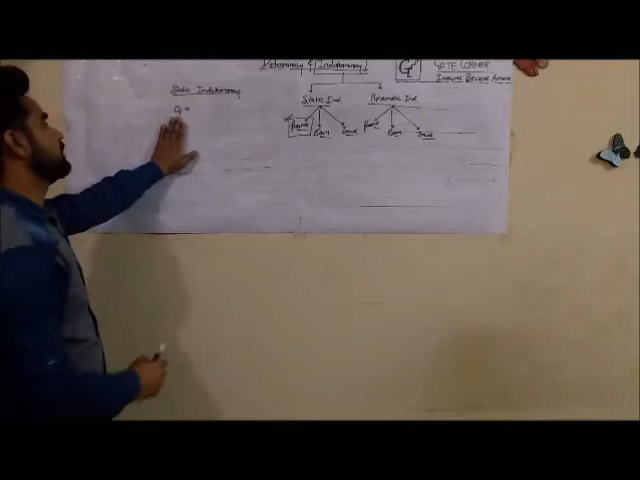 Determinacy & Indeterminacy
GATE CORNER
Static Indeterminacy
Static Ind.
Kinematic Ind.
Frame
Beam
Truss
Frame
Beam
Truss